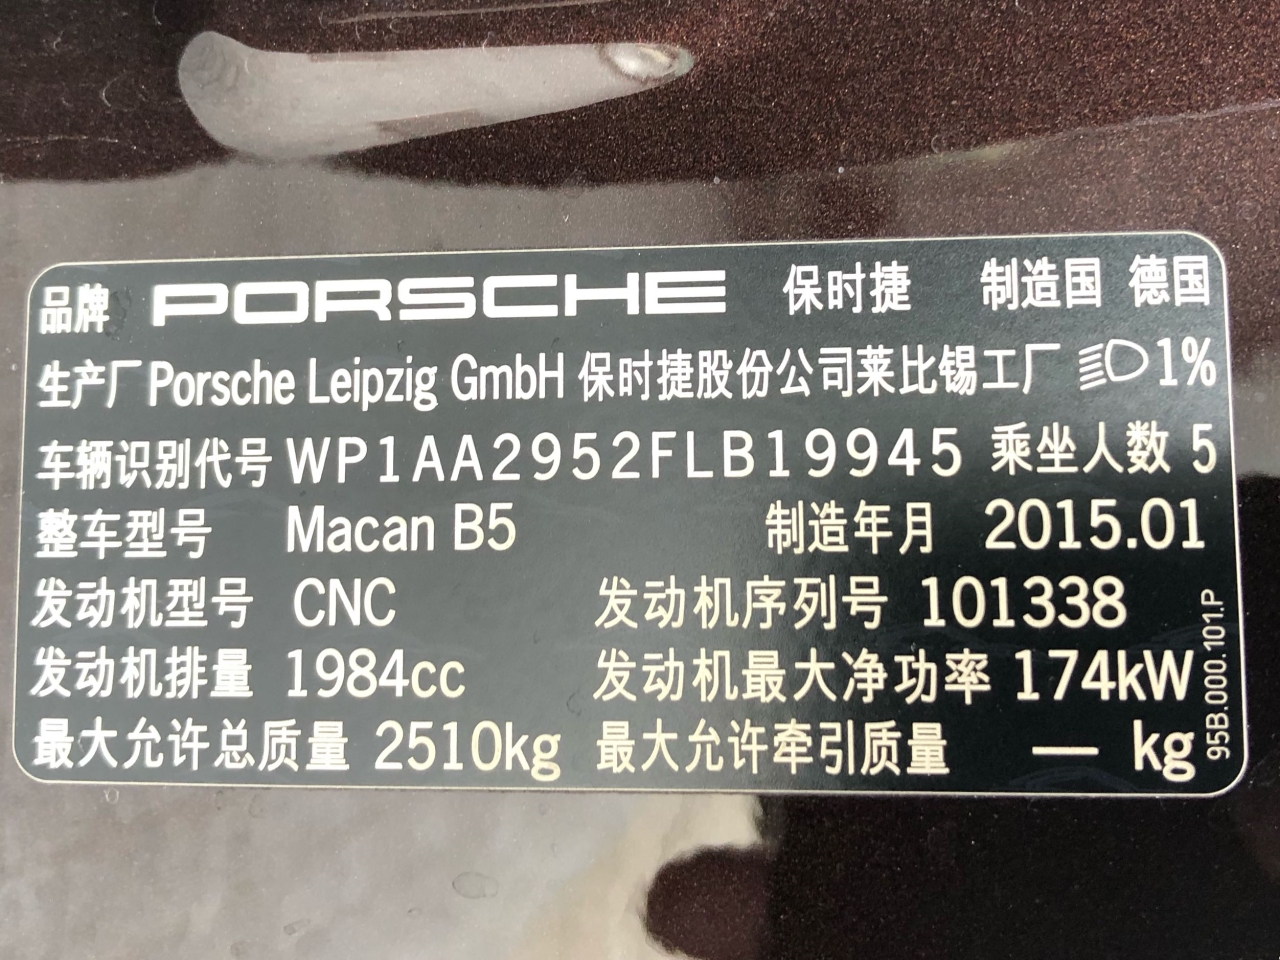 品牌 PORSCHE 保时捷 制造国 德国
生产厂 Porsche Leipzig GmbH 保时捷股份公司莱比锡工厂 1%
车辆识别代号 WP1AA2952FLB19945 乘坐人数 5
整车型号 Macan B5 制造年月 2015.01
发动机型号 CNC 发动机序列号 101338
发动机排量 1984cc 发动机最大净功率 174kW
最大允许总质量 2510kg 最大允许牵引质量 — kg
95B.000.101.P